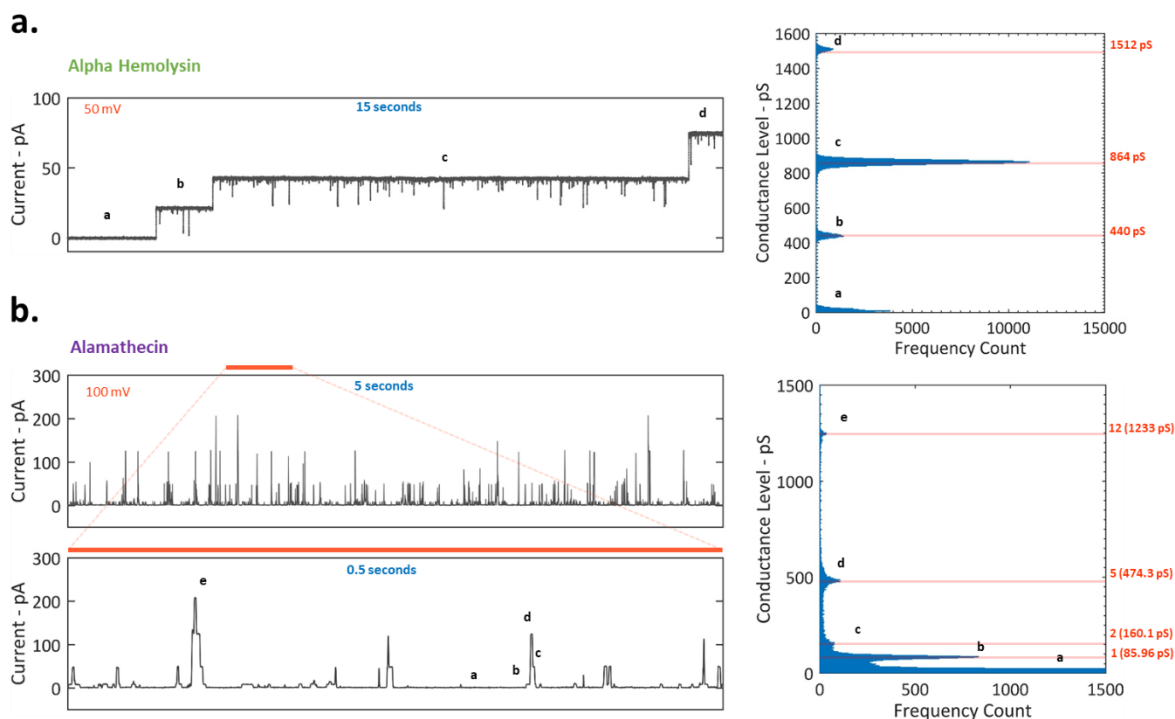 a.
Alpha Hemolysin
Current - pA
100
50
0
50 mV
15 seconds
a
b
c
d
Conductance Level - pS
1600
1400
1200
1000
800
600
400
200
0
d
c
b
a
1512 pS
864 pS
440 pS
0
5000
10000
15000
Frequency Count
b.
Alamathecin
Current - pA
300
200
100
0
100 mV
5 seconds
Current - pA
300
200
100
0
0.5 seconds
e
a
b
c
d
Conductance Level - pS
1500
1000
500
0
e
d
c
b
a
12 (1233 pS)
5 (474.3 pS)
2 (160.1 pS)
1 (85.96 pS)
0
500
1000
1500
Frequency Count